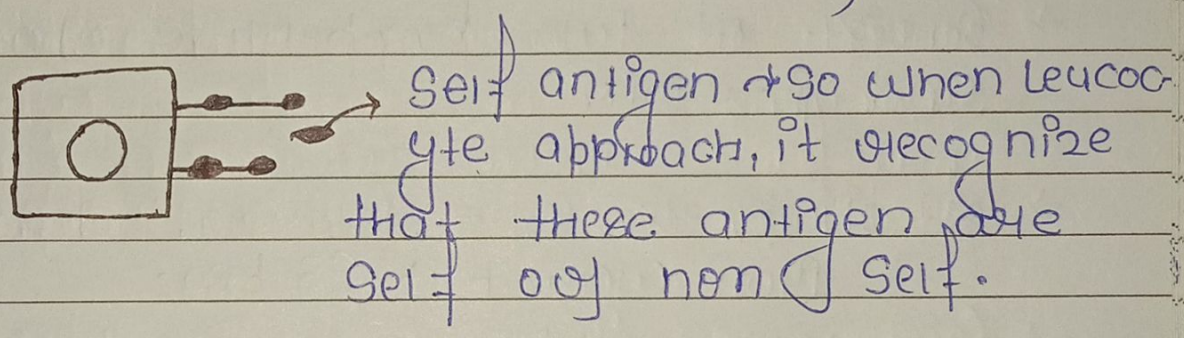 Self antigen → so when Leucoc-
yte approach, it recognize
that these antigen are
self or non self.